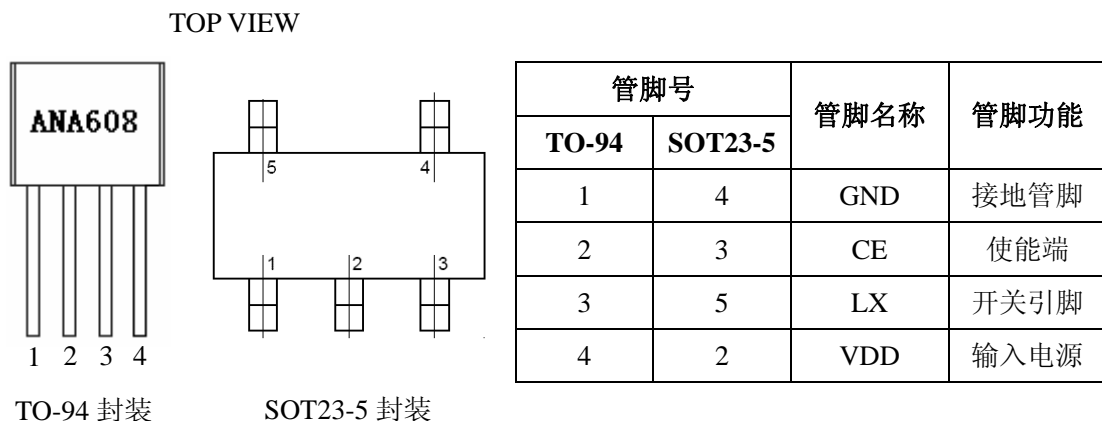 TOP VIEW
ANA608
1 2 3 4
TO-94 封装
5 4
1 2 3
SOT23-5 封装
管脚号 管脚名称 管脚功能
TO-94 SOT23-5
1 4 GND 接地管脚
2 3 CE 使能端
3 5 LX 开关引脚
4 2 VDD 输入电源